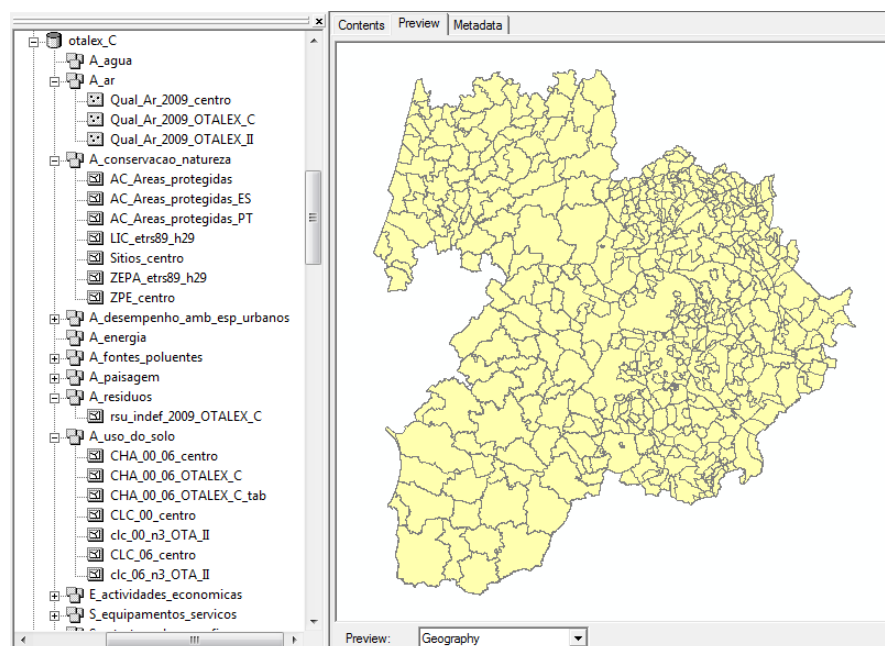 otalex_C
A_agua
A_ar
Qual_Ar_2009_centro
Qual_Ar_2009_OTALEX_C
Qual_Ar_2009_OTALEX_II
A_conservacao_natureza
AC_Areas_protegidas
AC_Areas_protegidas_ES
AC_Areas_protegidas_PT
LIC_etrs89_h29
Sitios_centro
ZEPA_etrs89_h29
ZPE_centro
A_desempenho_amb_esp_urbanos
A_energia
A_fontes_poluentes
A_paisagem
A_residuos
rsu_indef_2009_OTALEX_C
A_uso_do_solo
CHA_00_06_centro
CHA_00_06_OTALEX_C
CHA_00_06_OTALEX_C_tab
CLC_00_centro
clc_00_n3_OTA_II
CLC_06_centro
clc_06_n3_OTA_II
E_actividades_economicas
S_equipamentos_servicos
Contents Preview Metadata
Preview: Geography